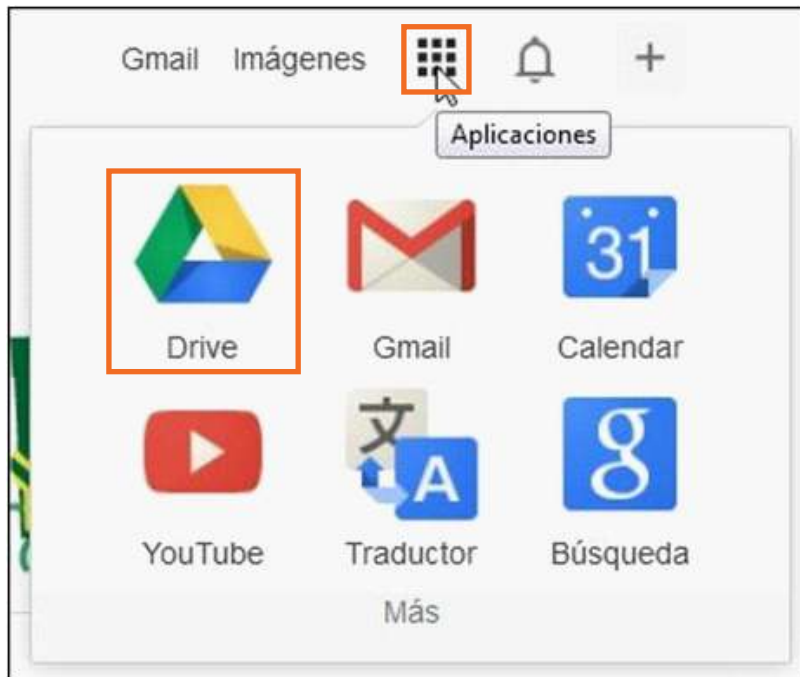 Gmail Imágenes
Aplicaciones
31
Drive Gmail Calendar
文 A g
YouTube Traductor Búsqueda
Más